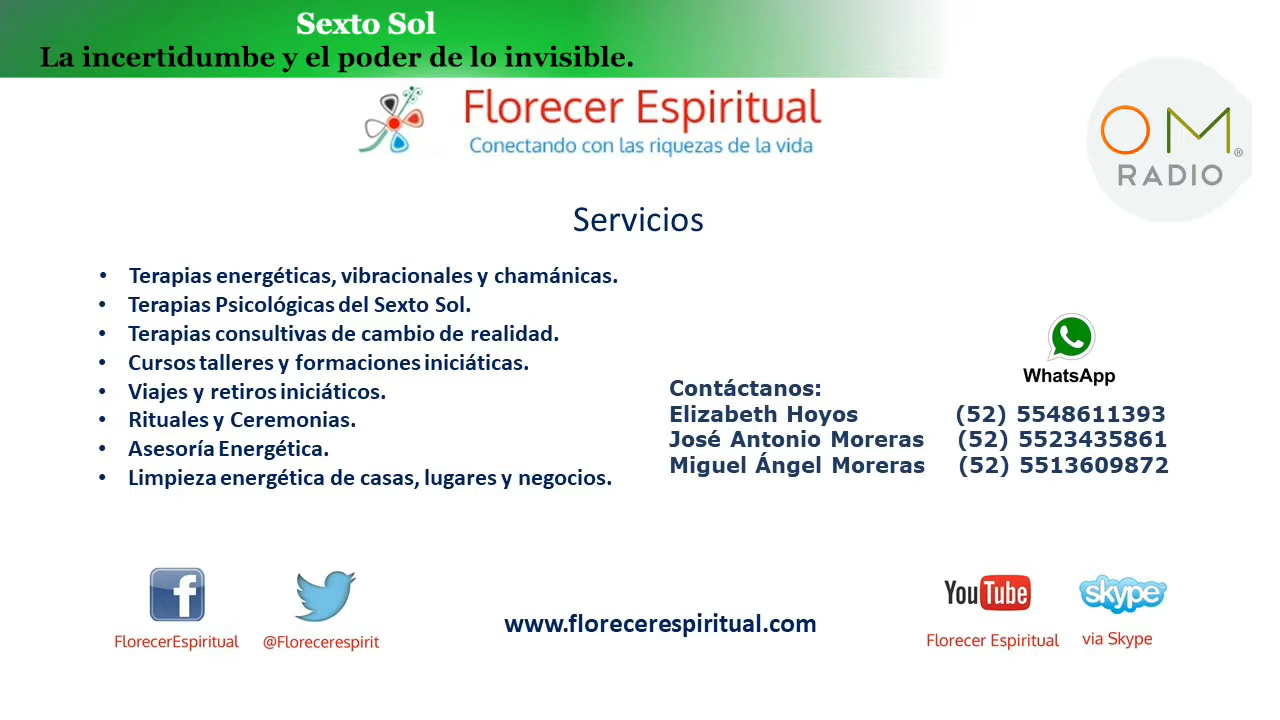 Sexto Sol
La incertidumbe y el poder de lo invisible.
Florecer Espiritual
Conectando con las riquezas de la vida
OM®
RADIO
Servicios
• Terapias energéticas, vibracionales y chamánicas.
• Terapias Psicológicas del Sexto Sol.
• Terapias consultivas de cambio de realidad.
• Cursos talleres y formaciones iniciáticas.
• Viajes y retiros iniciáticos.
• Rituales y Ceremonias.
• Asesoría Energética.
• Limpieza energética de casas, lugares y negocios.
WhatsApp
Contáctanos:
Elizabeth Hoyos (52) 5548611393
José Antonio Moreras (52) 5523435861
Miguel Ángel Moreras (52) 5513609872
f
FlorecerEspiritual
@Florecerespirit
www.florecerespiritual.com
YouTube
Florecer Espiritual
skype
via Skype